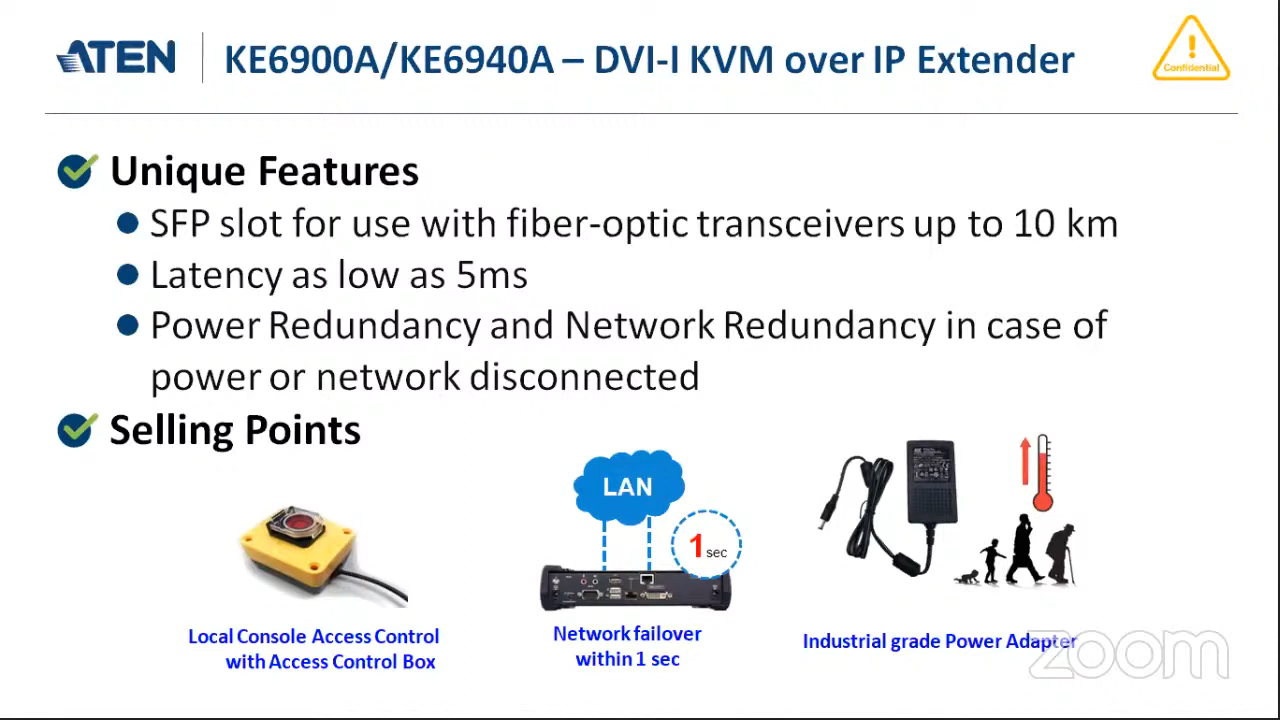 ATEN
KE6900A/KE6940A – DVI-I KVM over IP Extender
Confidential
Unique Features
SFP slot for use with fiber-optic transceivers up to 10 km
Latency as low as 5ms
Power Redundancy and Network Redundancy in case of
power or network disconnected
Selling Points
LAN
1 sec
Local Console Access Control
with Access Control Box
Network failover
within 1 sec
Industrial grade Power Adapter
zoom